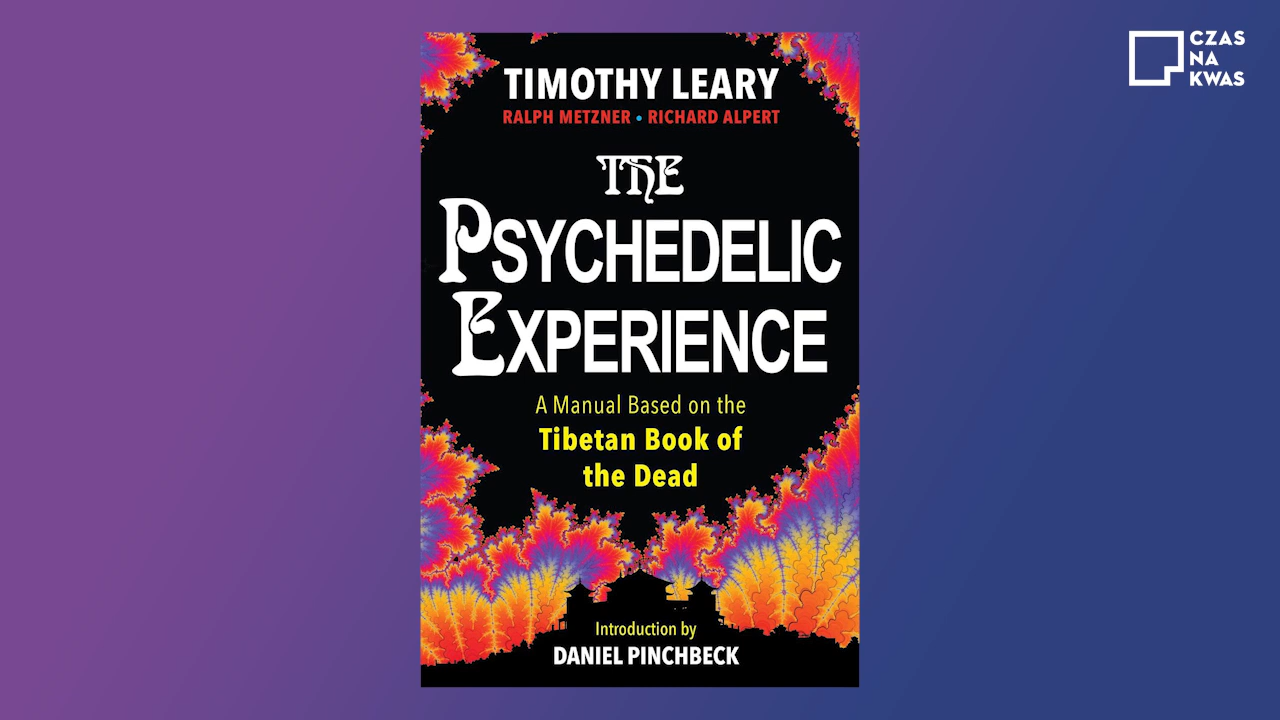 TIMOTHY LEARY
RALPH METZNER • RICHARD ALPERT
THE
PSYCHEDELIC
EXPERIENCE
A Manual Based on the
Tibetan Book of
the Dead
Introduction by
DANIEL PINCHBECK
CZAS
NA
KWAS